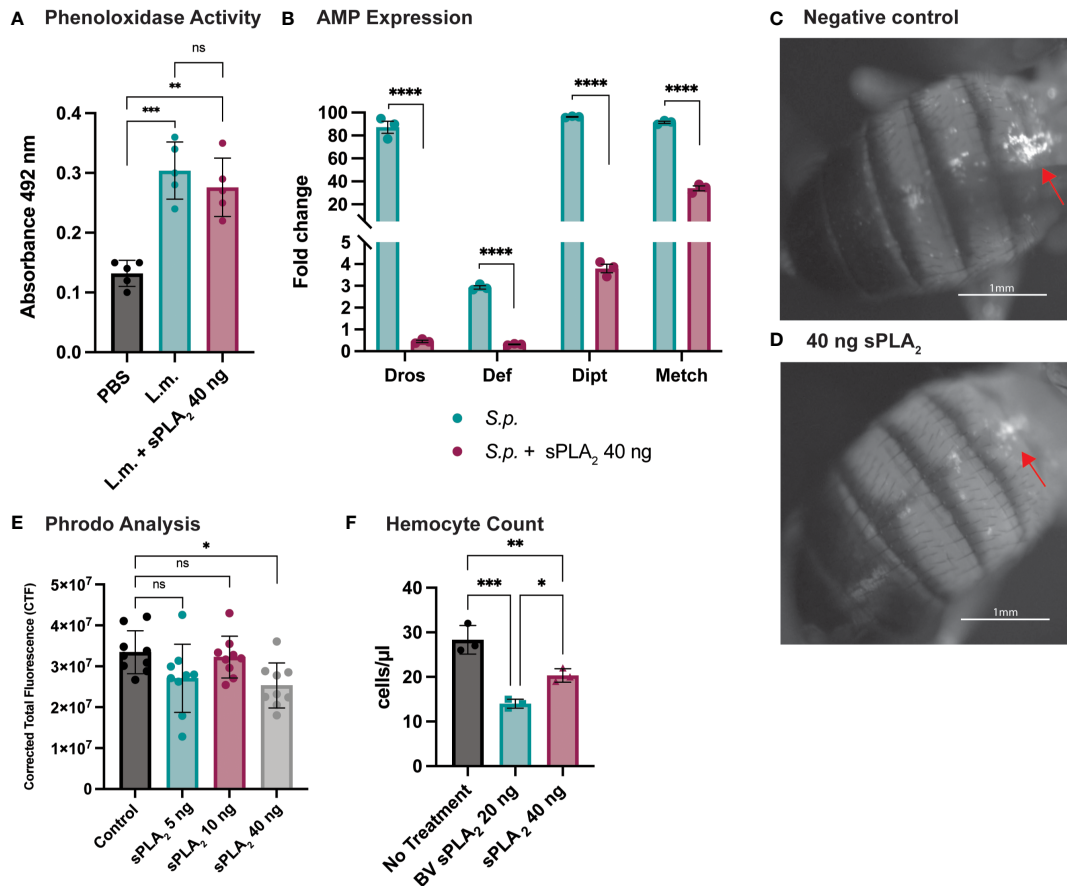 A Phenoloxidase Activity
ns
**
***
Absorbance 492 nm
0.4
0.3
0.2
0.1
0.0
PBS
L.m.
L.m. + sPLA₂ 40 ng
B AMP Expression
****
****
****
****
Fold change
100
80
60
40
20
5
4
3
2
1
0
Dros Def Dipt Metch
S.p.
S.p. + sPLA₂ 40 ng
C Negative control
1mm
D 40 ng sPLA₂
1mm
E Phrodo Analysis
*
ns
ns
Corrected Total Fluorescence (CTF)
5×10⁷
4×10⁷
3×10⁷
2×10⁷
1×10⁷
0
Control
sPLA₂ 5 ng
sPLA₂ 10 ng
sPLA₂ 40 ng
F Hemocyte Count
**
*** *
cells/µl
40
30
20
10
0
No Treatment
BV sPLA₂ 20 ng
sPLA₂ 40 ng